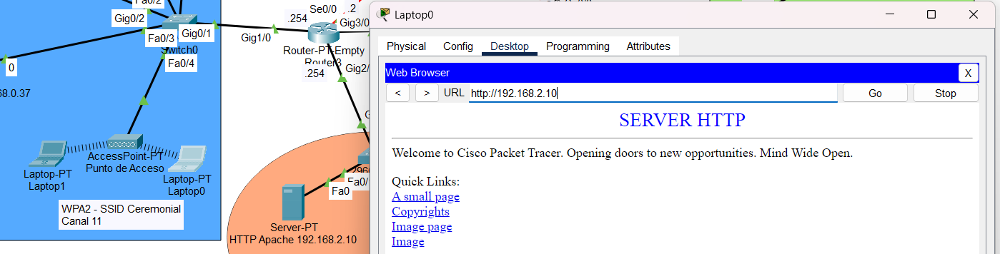 Fa0/2
Gig0/2
Fa0/3
Gig0/1
Switch0
Fa0/4
0
68.0.37
Laptop-PT
Laptop1
AccessPoint-PT
Punto de Acceso
Laptop-PT
Laptop0
WPA2 - SSID Ceremonial
Canal 11
Se0/0
.2
.254
Gig3/0
Gig1/0
Router-PT-Empty
Router3
.254
Gig2/
G
296
Fa0/
Fa0
Server-PT
HTTP Apache 192.168.2.10
Laptop0
Physical Config Desktop Programming Attributes
Web Browser X
< > URL http://192.168.2.10 Go Stop
SERVER HTTP
Welcome to Cisco Packet Tracer. Opening doors to new opportunities. Mind Wide Open.
Quick Links:
A small page
Copyrights
Image page
Image